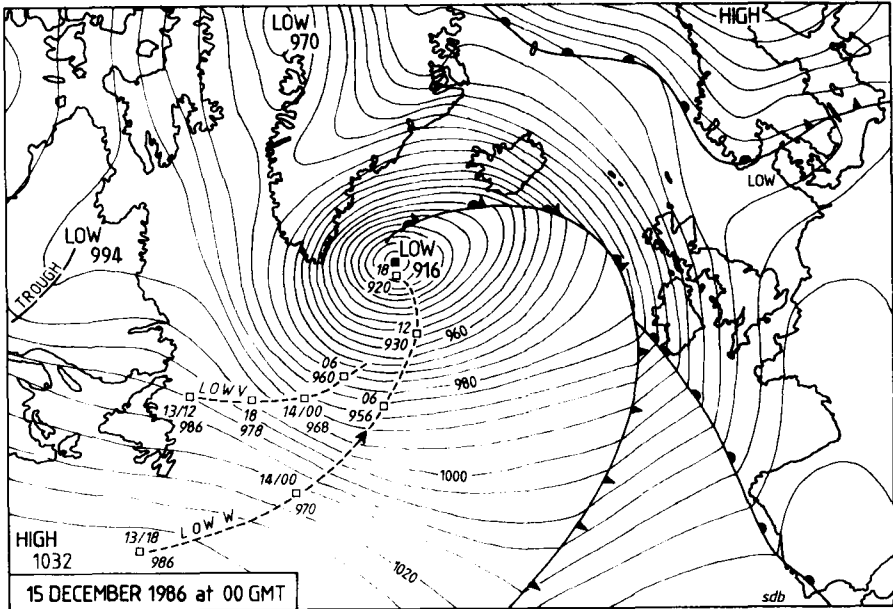 LOW
970
HIGH
LOW
LOW
994
TROUGH
LOW
916
18
920
12
930
960
06
960
980
06
956
LOW V
13/12
986
18
978
14/00
968
1000
14/00
970
LOW W
13/18
986
HIGH
1032
1020
15 DECEMBER 1986 at 00 GMT
sdb